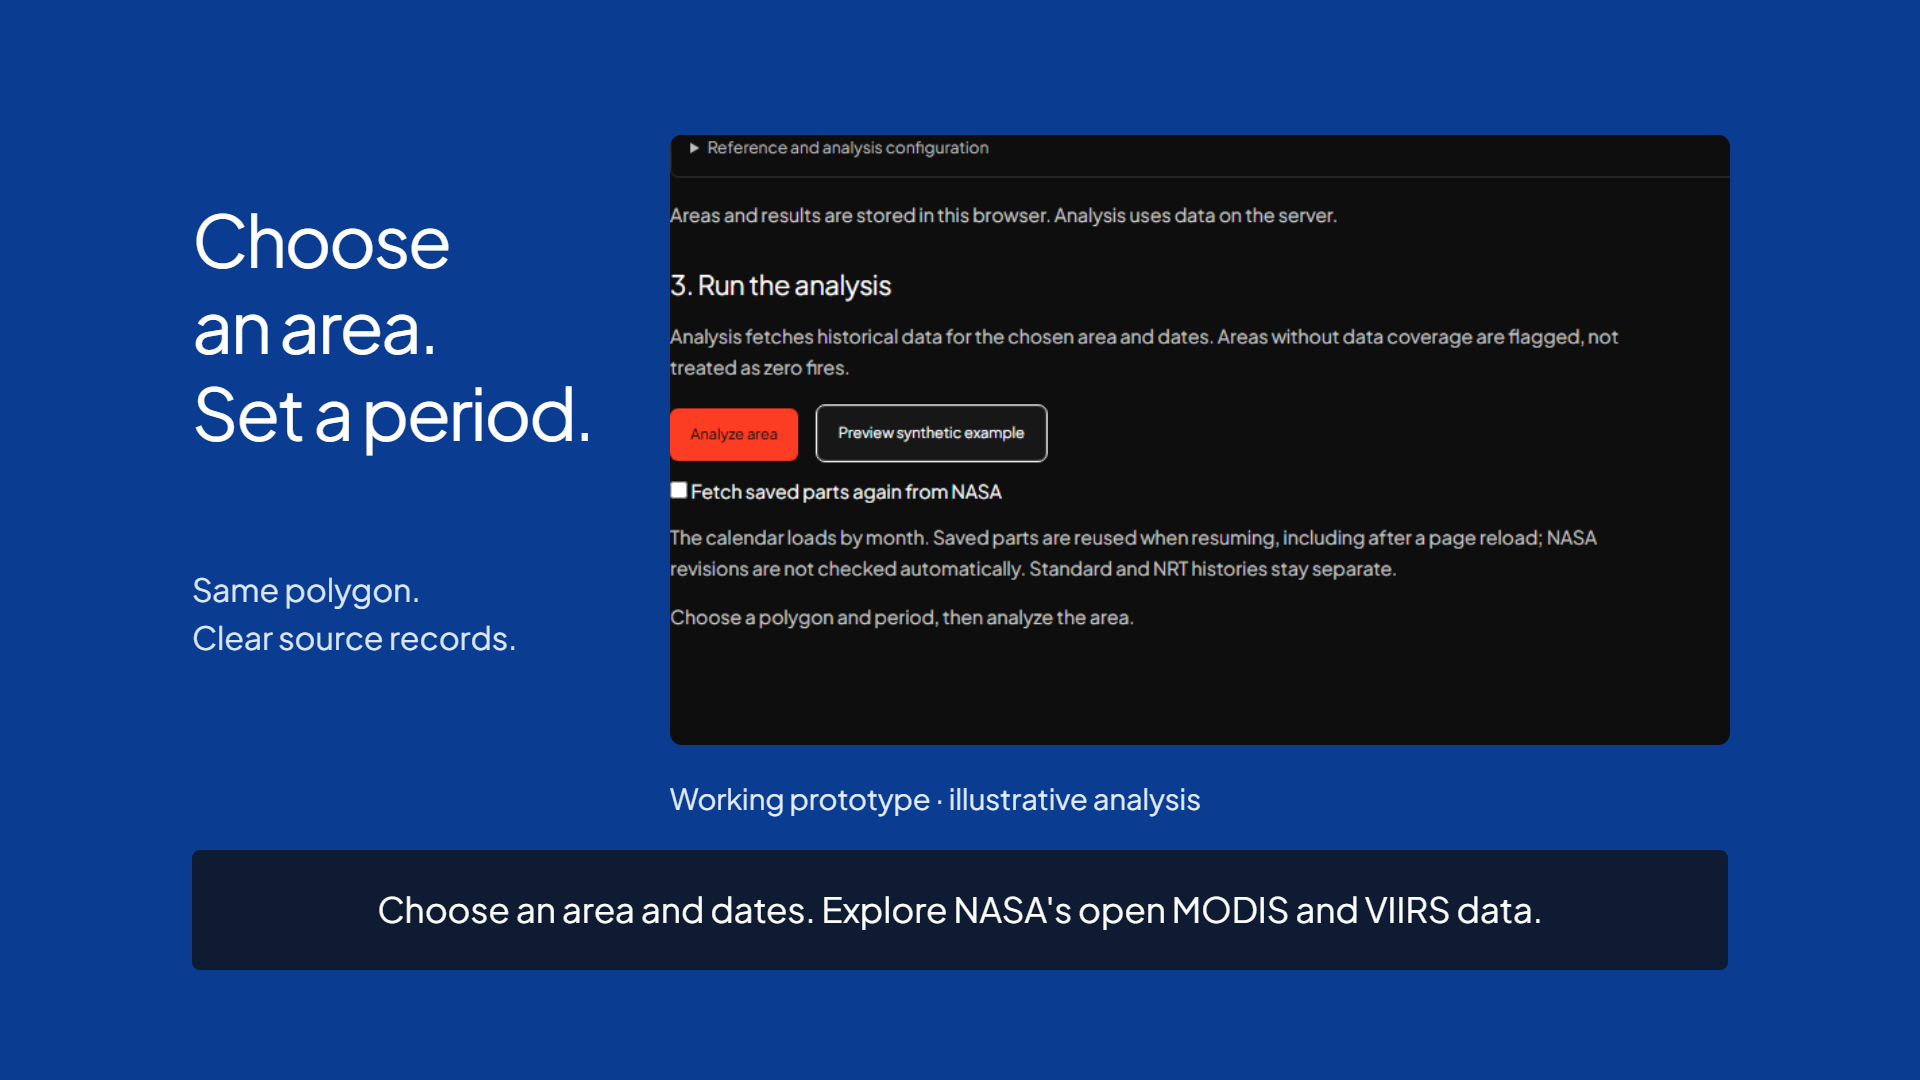 Choose
an area.
Set a period.
Same polygon.
Clear source records.
Reference and analysis configuration
Areas and results are stored in this browser. Analysis uses data on the server.
3. Run the analysis
Analysis fetches historical data for the chosen area and dates. Areas without data coverage are flagged, not
treated as zero fires.
Analyze area
Preview synthetic example
Fetch saved parts again from NASA
The calendar loads by month. Saved parts are reused when resuming, including after a page reload; NASA
revisions are not checked automatically. Standard and NRT histories stay separate.
Choose a polygon and period, then analyze the area.
Working prototype · illustrative analysis
Choose an area and dates. Explore NASA's open MODIS and VIIRS data.